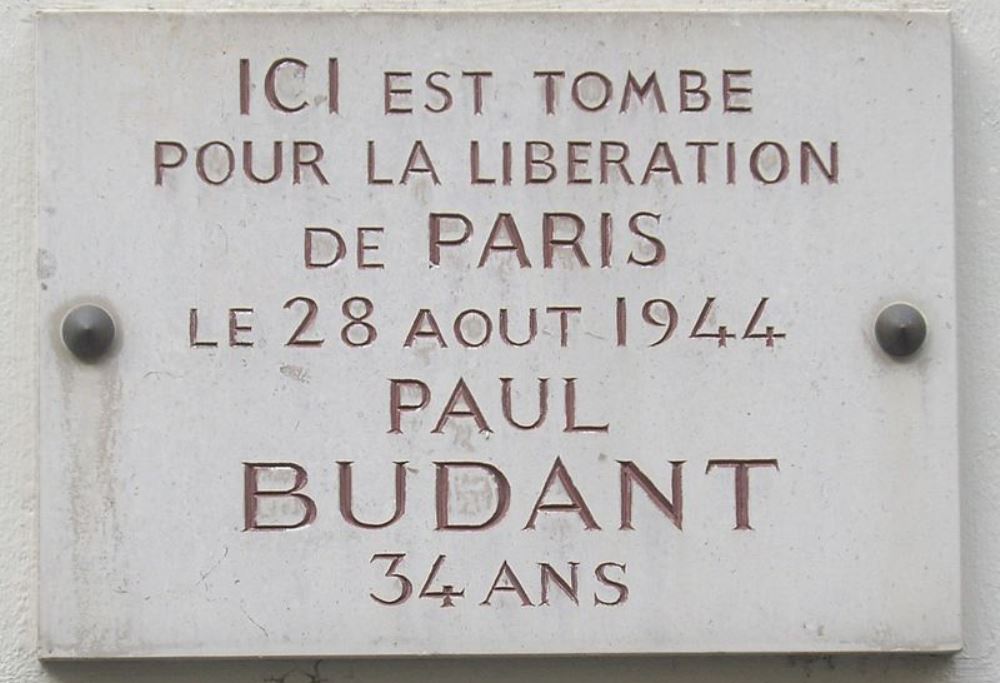 ICI EST TOMBE
POUR LA LIBERATION
DE PARIS
LE 28 AOUT 1944
PAUL
BUDANT
34 ANS